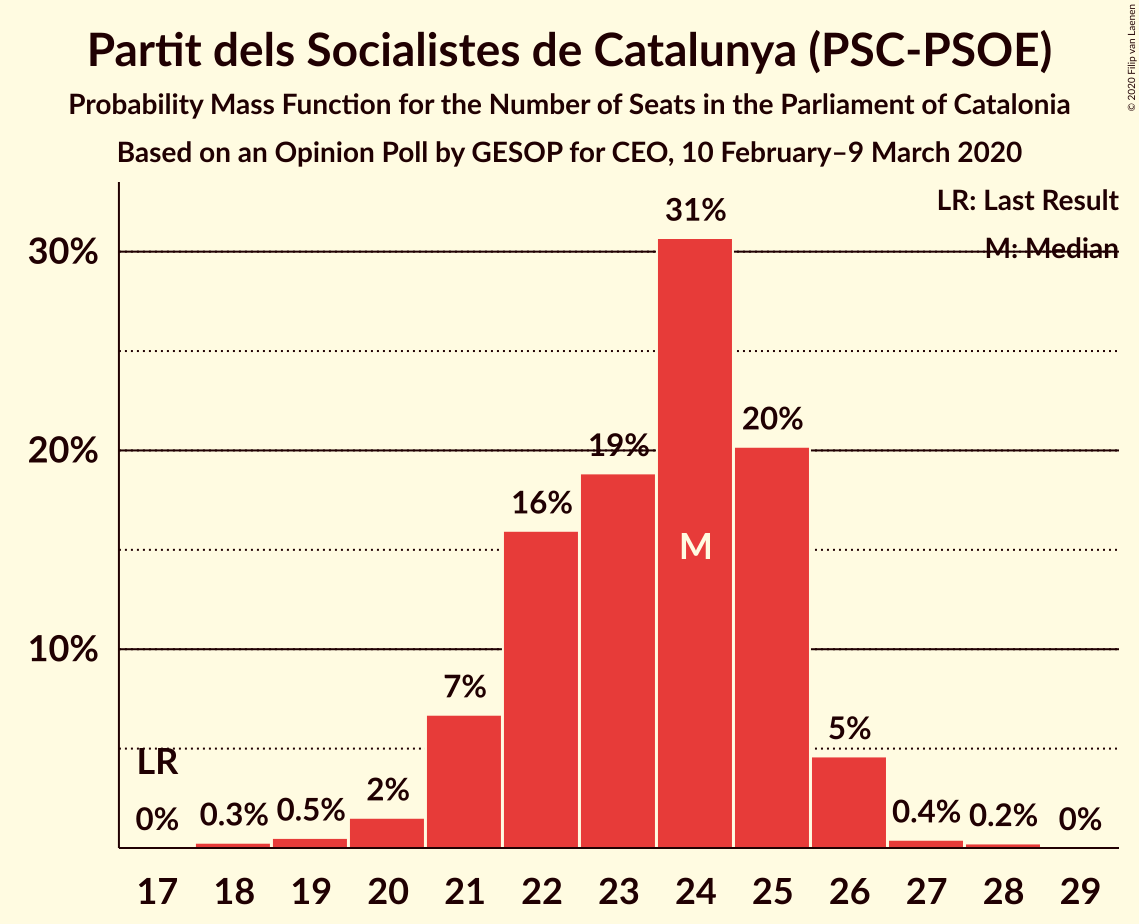 Partit dels Socialistes de Catalunya (PSC-PSOE)
Probability Mass Function for the Number of Seats in the Parliament of Catalonia
Based on an Opinion Poll by GESOP for CEO, 10 February–9 March 2020
© 2020 Filip van Laenen
LR: Last Result
M: Median
30%
20%
10%
LR
0%
0.3%
0.5%
2%
7%
16%
19%
31%
M
20%
5%
0.4%
0.2%
0%
17 18 19 20 21 22 23 24 25 26 27 28 29